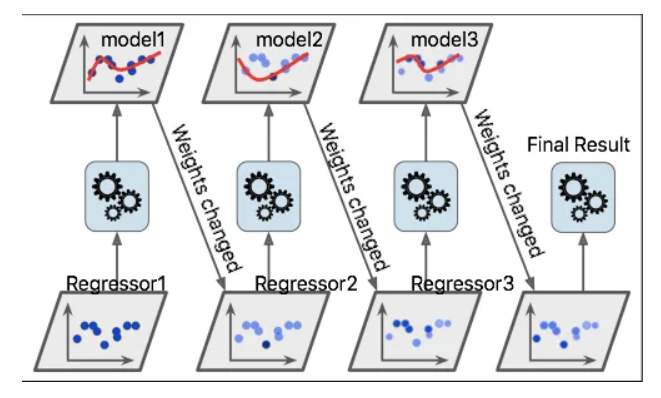 model1
model2
model3
Weights changed
Weights changed
Weights changed
Final Result
Regressor1
Regressor2
Regressor3